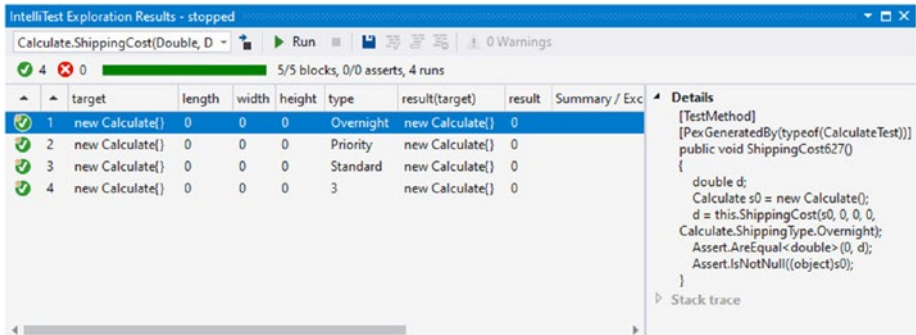 IntelliTest Exploration Results - stopped
Calculate.ShippingCost(Double, D Run 0 Warnings
4 0 5/5 blocks, 0/0 asserts, 4 runs
target length width height type result(target) result Summary / Exc
1 new Calculate{} 0 0 0 Overnight new Calculate{} 0
2 new Calculate{} 0 0 0 Priority new Calculate{} 0
3 new Calculate{} 0 0 0 Standard new Calculate{} 0
4 new Calculate{} 0 0 0 3 new Calculate{} 0
Details
[TestMethod]
[PexGeneratedBy(typeof(CalculateTest))]
public void ShippingCost627()
{
double d;
Calculate s0 = new Calculate();
d = this.ShippingCost(s0, 0, 0, 0,
Calculate.ShippingType.Overnight);
Assert.AreEqual<double>(0, d);
Assert.IsNotNull((object)s0);
}
Stack trace